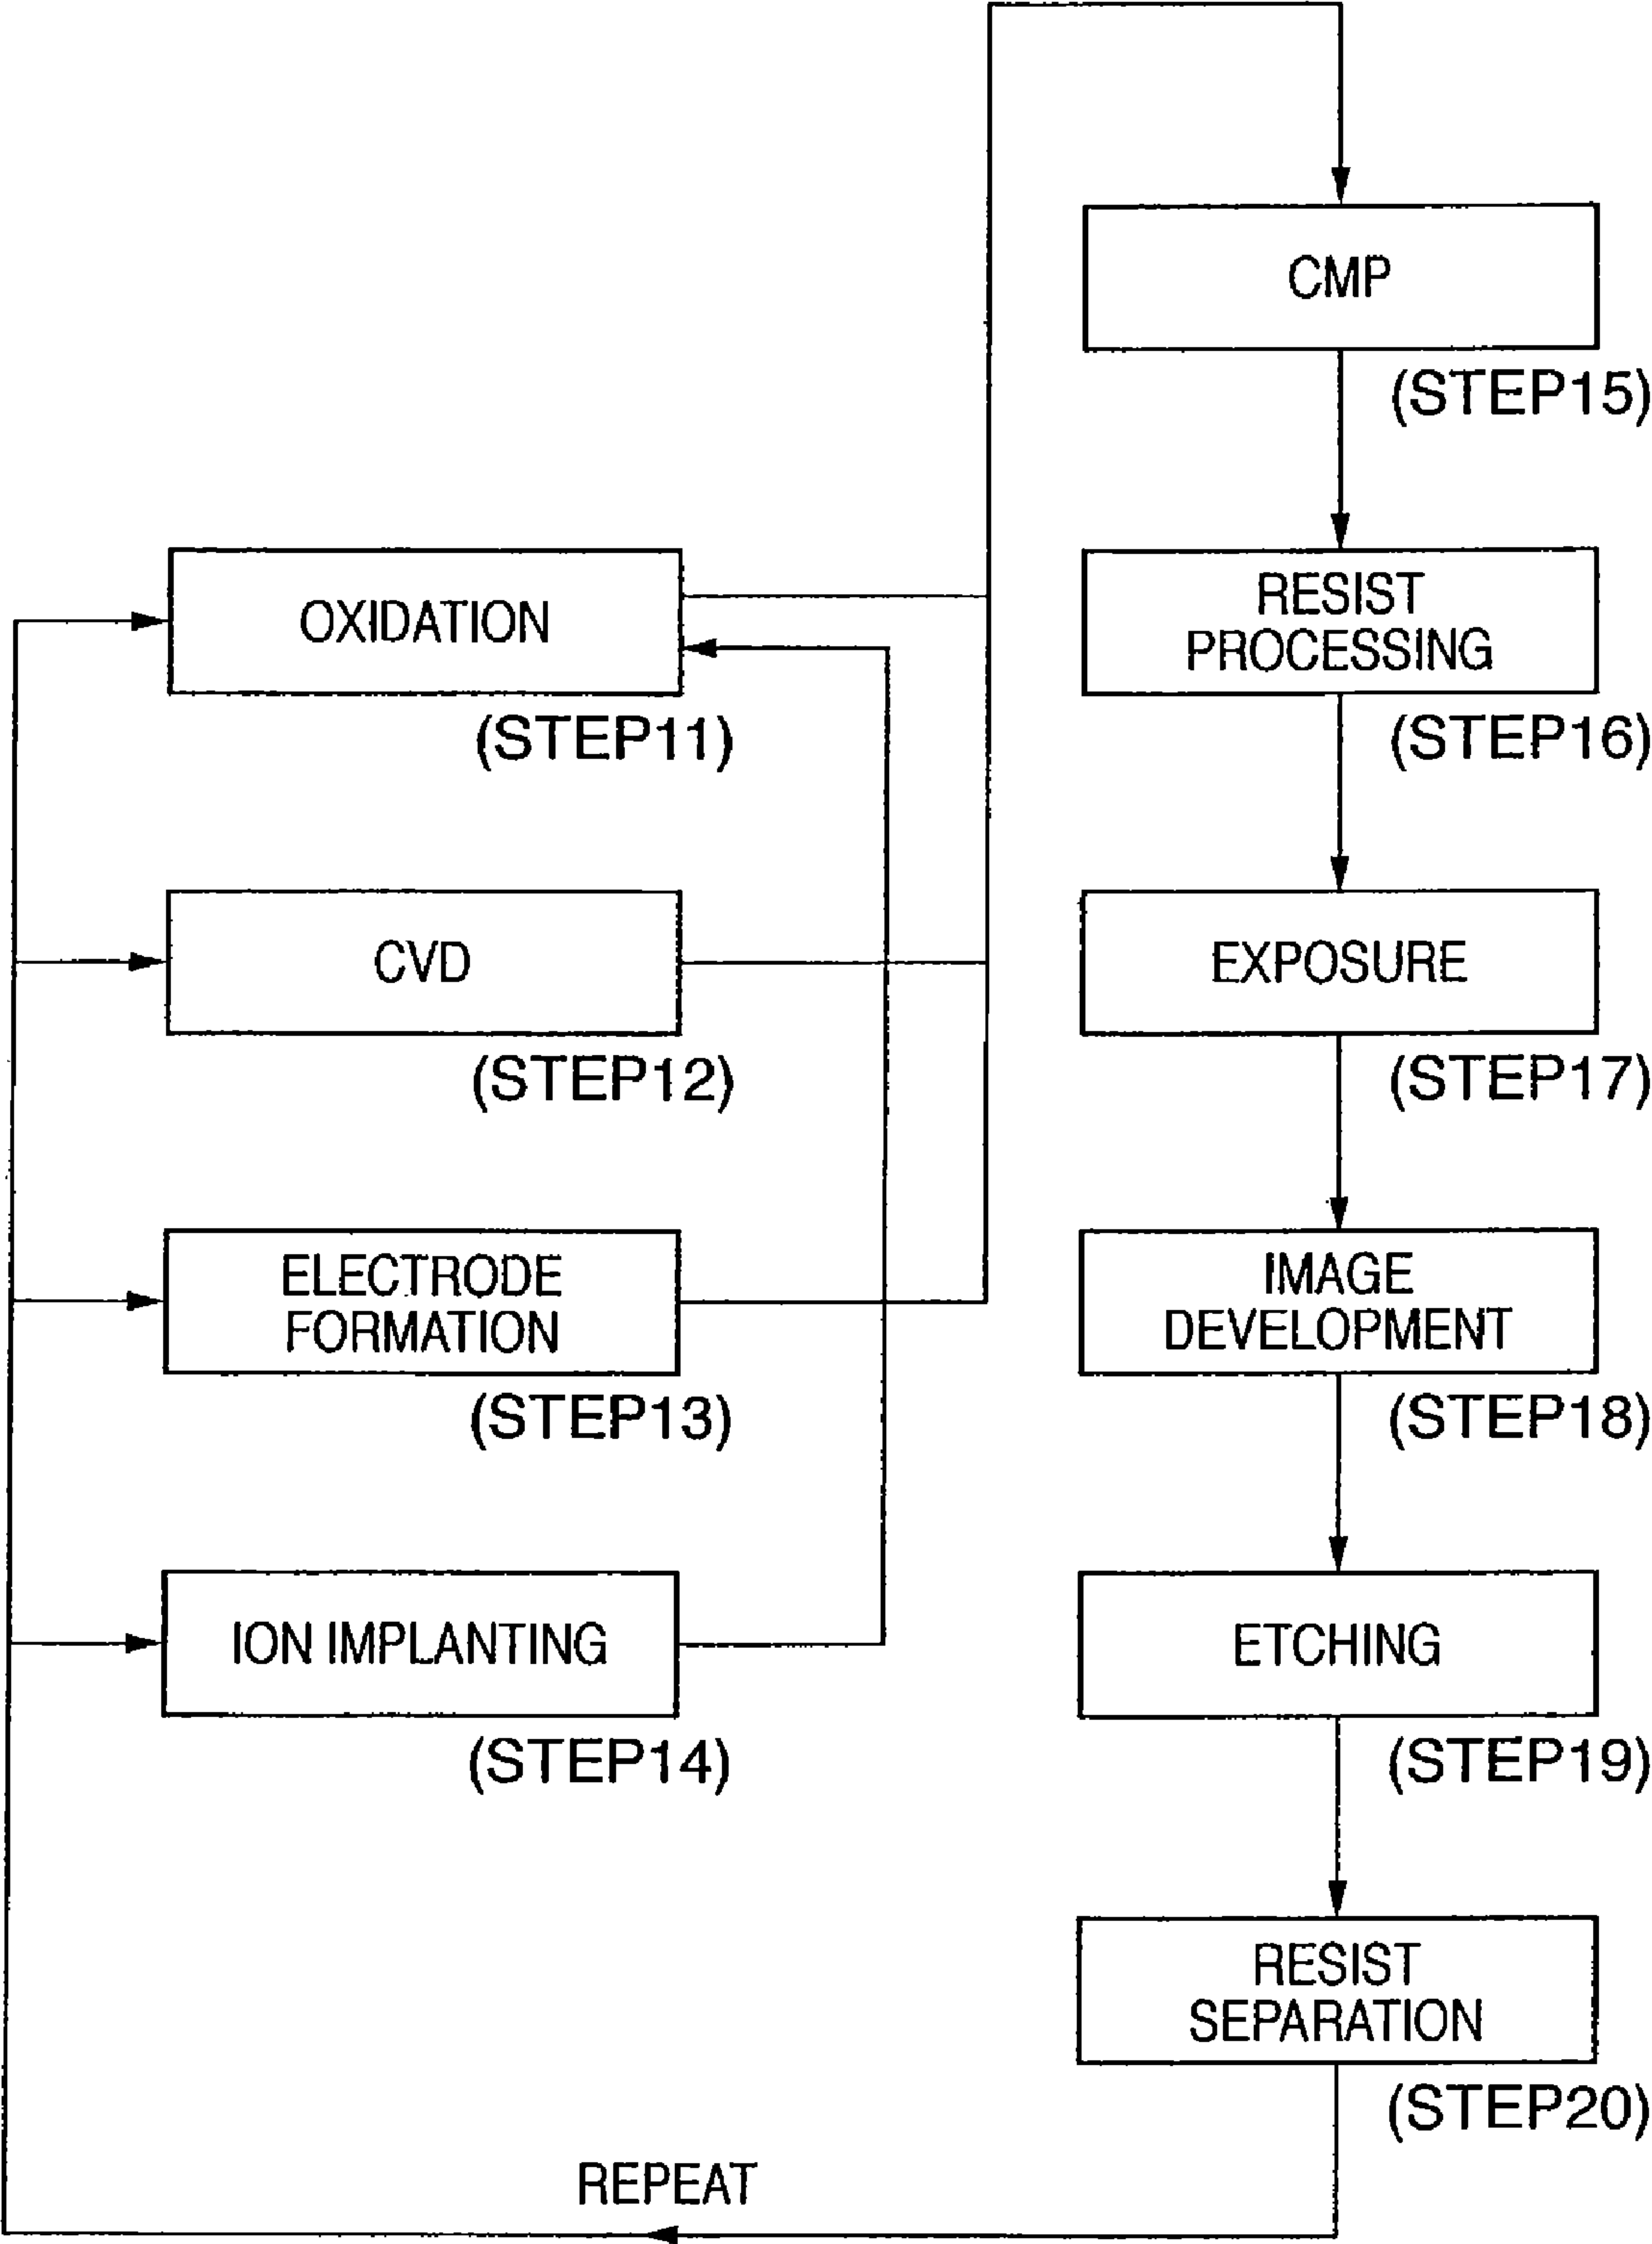 OXIDATION
(STEP11)
CVD
(STEP12)
ELECTRODE
FORMATION
(STEP13)
ION IMPLANTING
(STEP14)
CMP
(STEP15)
RESIST
PROCESSING
(STEP16)
EXPOSURE
(STEP17)
IMAGE
DEVELOPMENT
(STEP18)
ETCHING
(STEP19)
RESIST
SEPARATION
(STEP20)
REPEAT